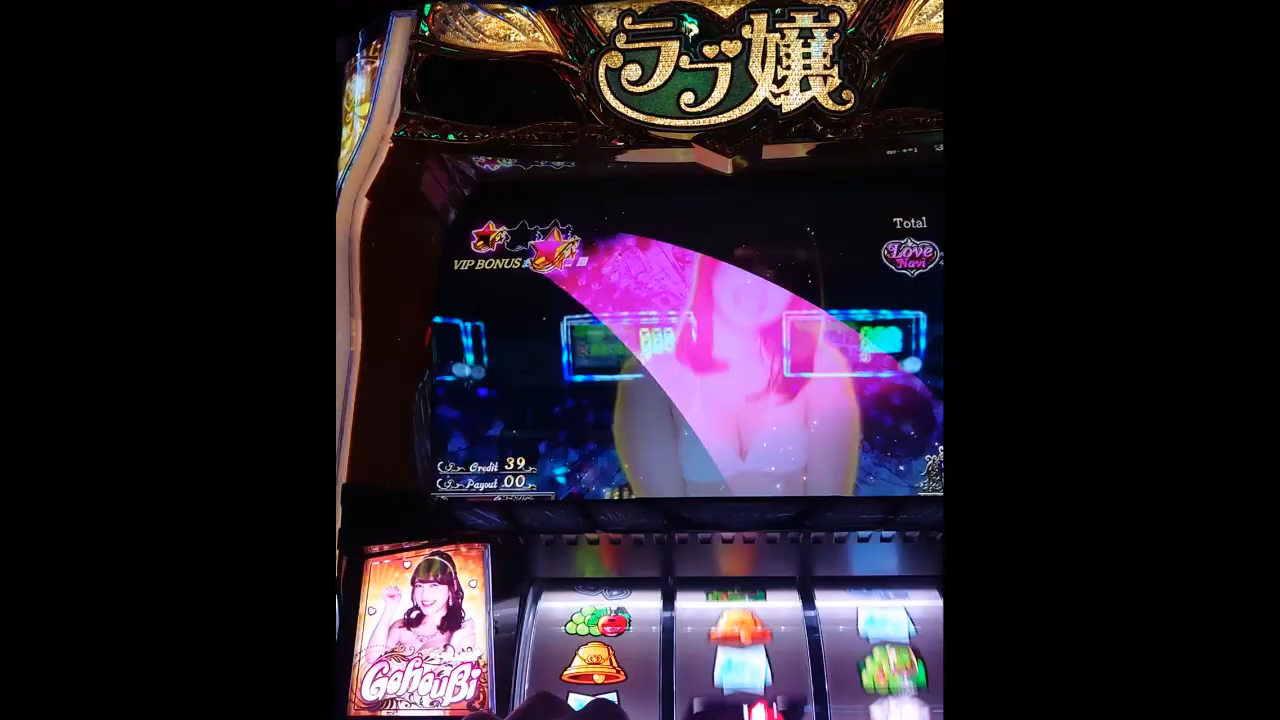 ラブ嬢
Total
Love
Navi
VIP BONUS
Credit 39
Payout 00
GohouBi